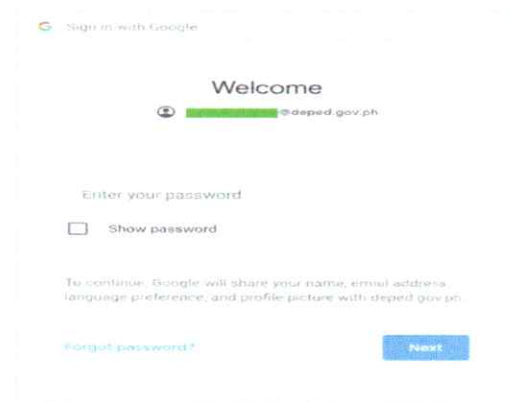 Sign in with Google
Welcome
@deped.gov.ph
Enter your password
Show password
To continue, Google will share your name, email address,
language preference, and profile picture with deped.gov.ph.
Forgot password?
Next